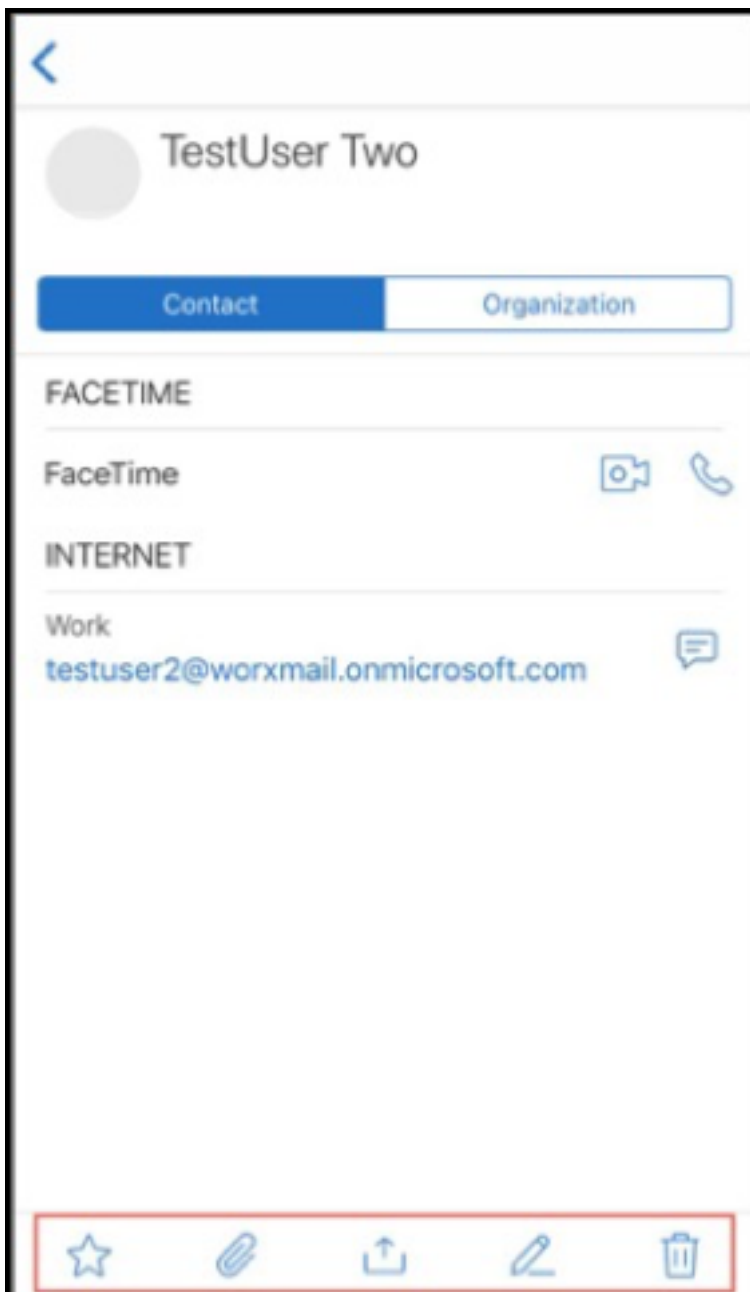 TestUser Two
Contact
Organization
FACETIME
FaceTime
INTERNET
Work
testuser2@worxmail.onmicrosoft.com